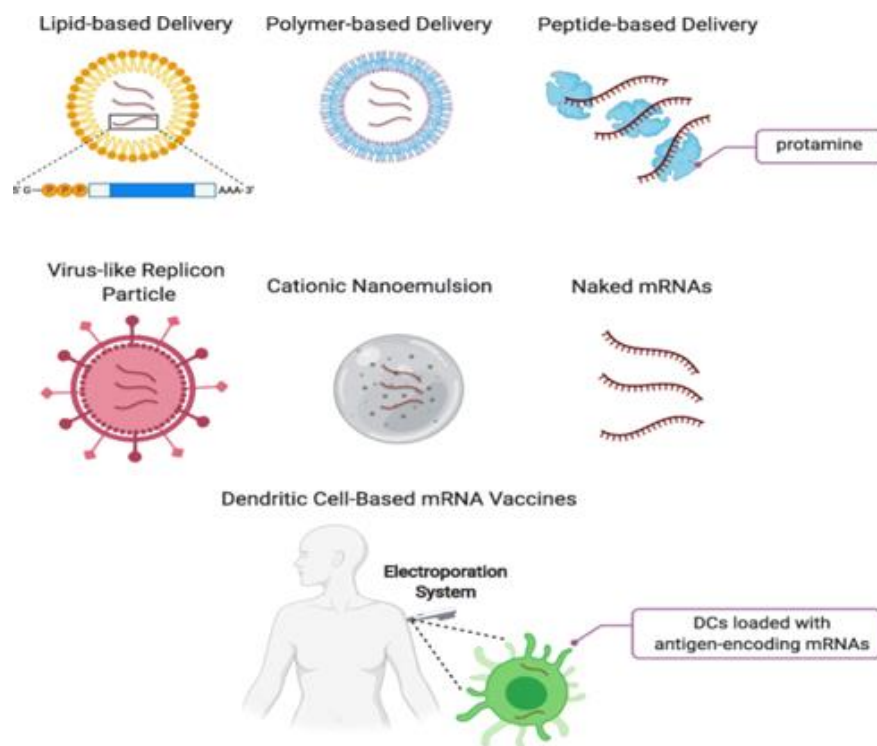 Lipid-based Delivery
Polymer-based Delivery
Peptide-based Delivery
protamine
5' G
P P P
AAA-3'
Virus-like Replicon
Particle
Cationic Nanoemulsion
Naked mRNAs
Dendritic Cell-Based mRNA Vaccines
Electroporation
System
DCs loaded with
antigen-encoding mRNAs